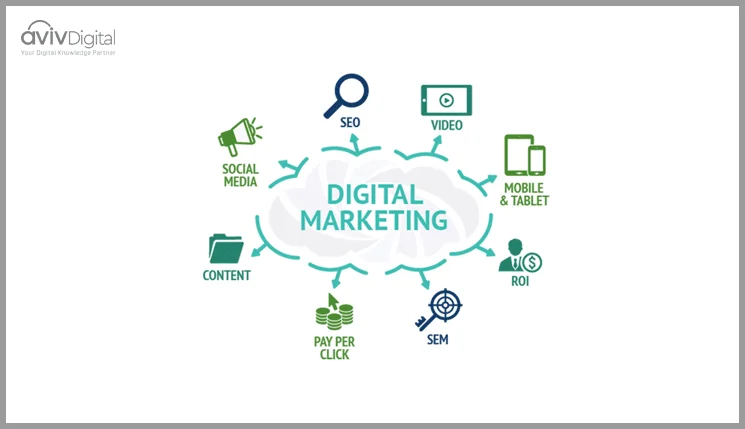 avivDigital
Your Digital Knowledge Partner
SEO
VIDEO
SOCIAL
MEDIA
MOBILE
& TABLET
DIGITAL
MARKETING
CONTENT
$
ROI
PAY PER
CLICK
SEM